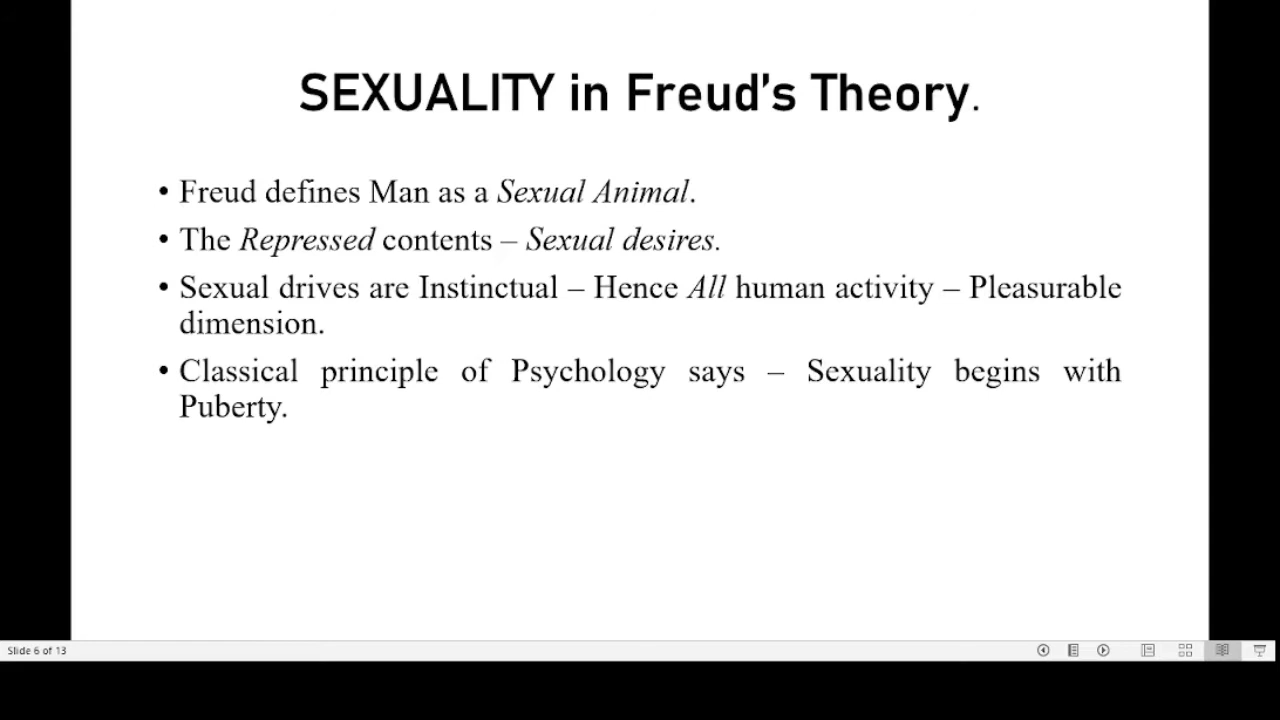 SEXUALITY in Freud's Theory.
• Freud defines Man as a Sexual Animal.
• The Repressed contents – Sexual desires.
• Sexual drives are Instinctual – Hence All human activity – Pleasurable
dimension.
• Classical principle of Psychology says – Sexuality begins with
Puberty.
Slide 6 of 13